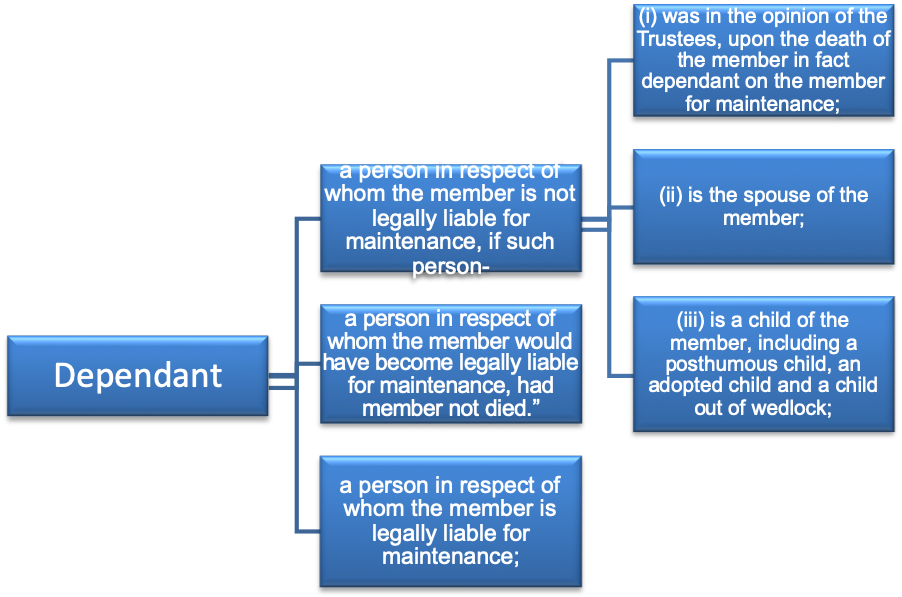 Dependant
a person in respect of
whom the member is not
legally liable for
maintenance, if such
person-
(i) was in the opinion of the
Trustees, upon the death of
the member in fact
dependant on the member
for maintenance;
(ii) is the spouse of the
member;
(iii) is a child of the
member, including a
posthumous child, an
adopted child and a child
out of wedlock;
a person in respect of
whom the member would
have become legally liable
for maintenance, had
member not died.”
a person in respect of
whom the member is
legally liable for
maintenance;